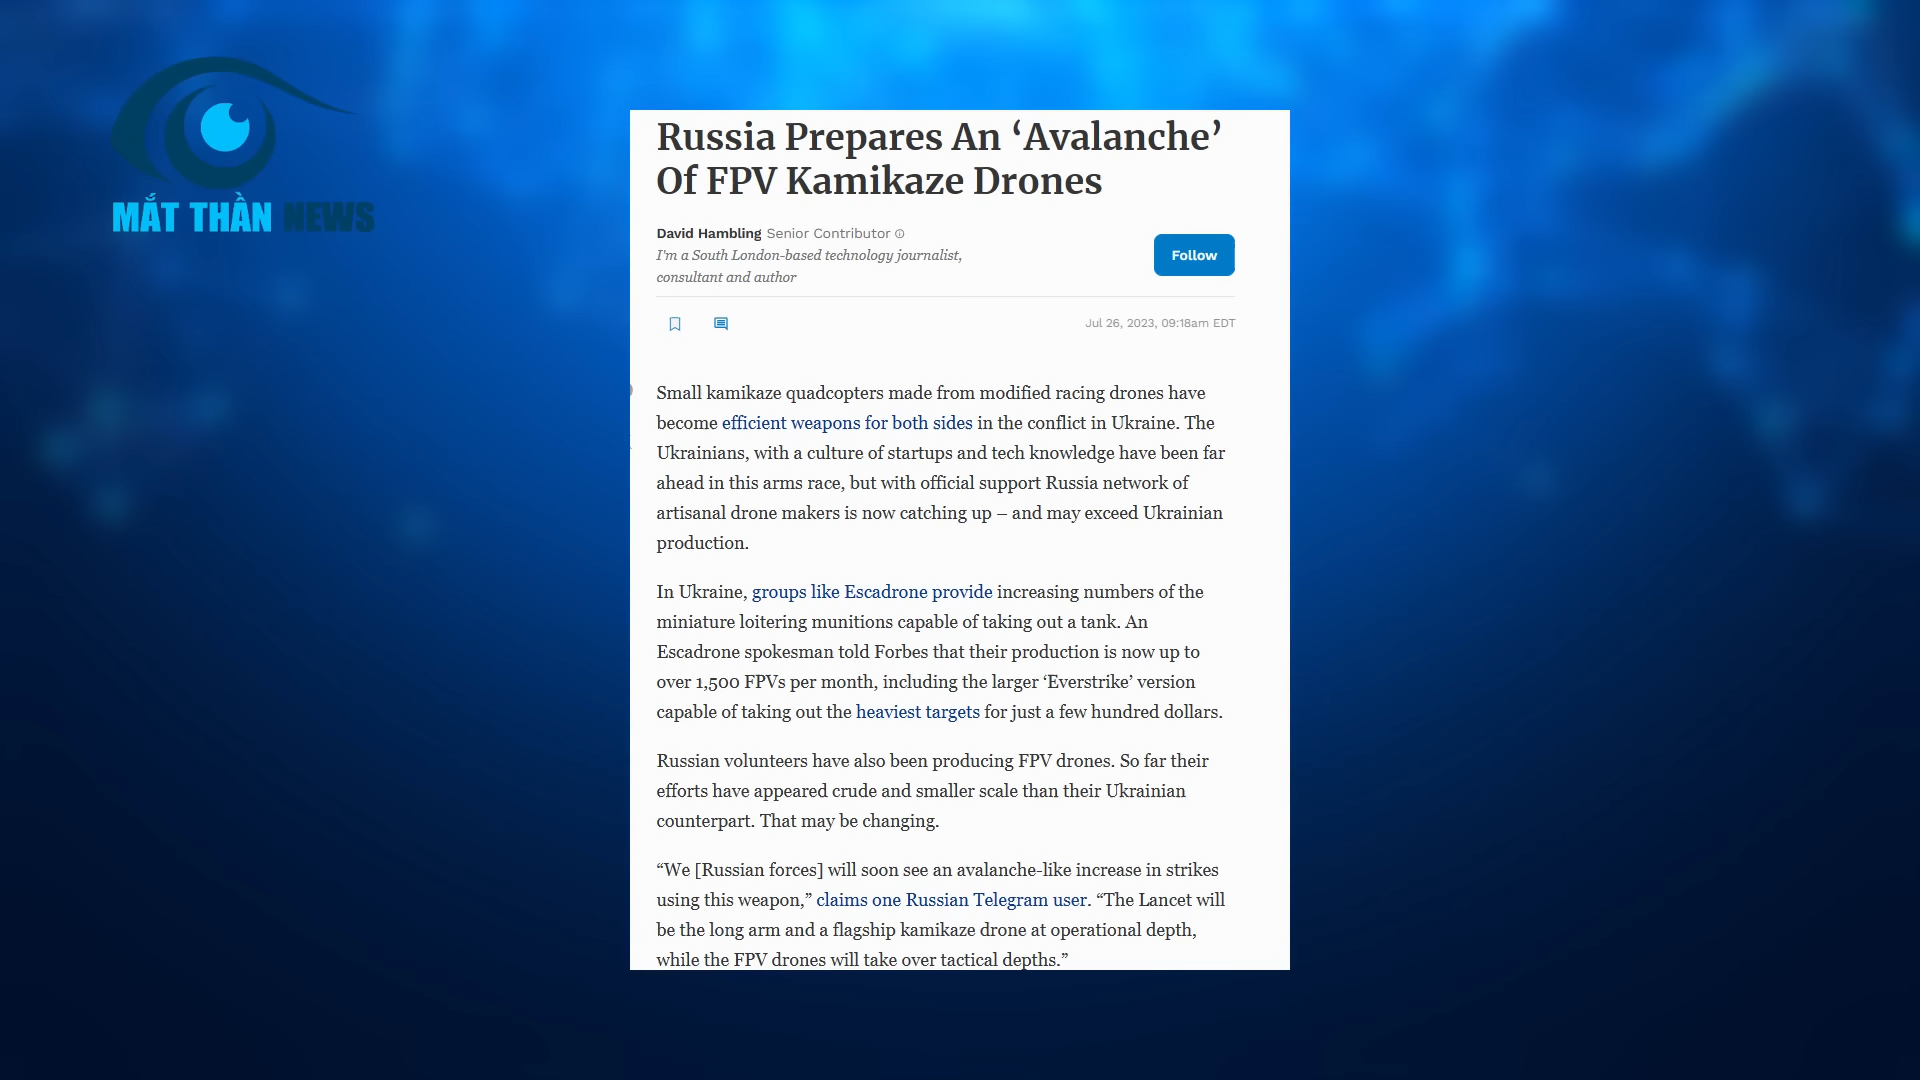 MẮT THẦN NEWS
Russia Prepares An ‘Avalanche’
Of FPV Kamikaze Drones
David Hambling Senior Contributor
I'm a South London-based technology journalist,
consultant and author
Follow
Jul 26, 2023, 09:18am EDT
Small kamikaze quadcopters made from modified racing drones have
become efficient weapons for both sides in the conflict in Ukraine. The
Ukrainians, with a culture of startups and tech knowledge have been far
ahead in this arms race, but with official support Russia network of
artisanal drone makers is now catching up – and may exceed Ukrainian
production.
In Ukraine, groups like Escadrone provide increasing numbers of the
miniature loitering munitions capable of taking out a tank. An
Escadrone spokesman told Forbes that their production is now up to
over 1,500 FPVs per month, including the larger ‘Everstrike’ version
capable of taking out the heaviest targets for just a few hundred dollars.
Russian volunteers have also been producing FPV drones. So far their
efforts have appeared crude and smaller scale than their Ukrainian
counterpart. That may be changing.
“We [Russian forces] will soon see an avalanche-like increase in strikes
using this weapon,” claims one Russian Telegram user. “The Lancet will
be the long arm and a flagship kamikaze drone at operational depth,
while the FPV drones will take over tactical depths.”